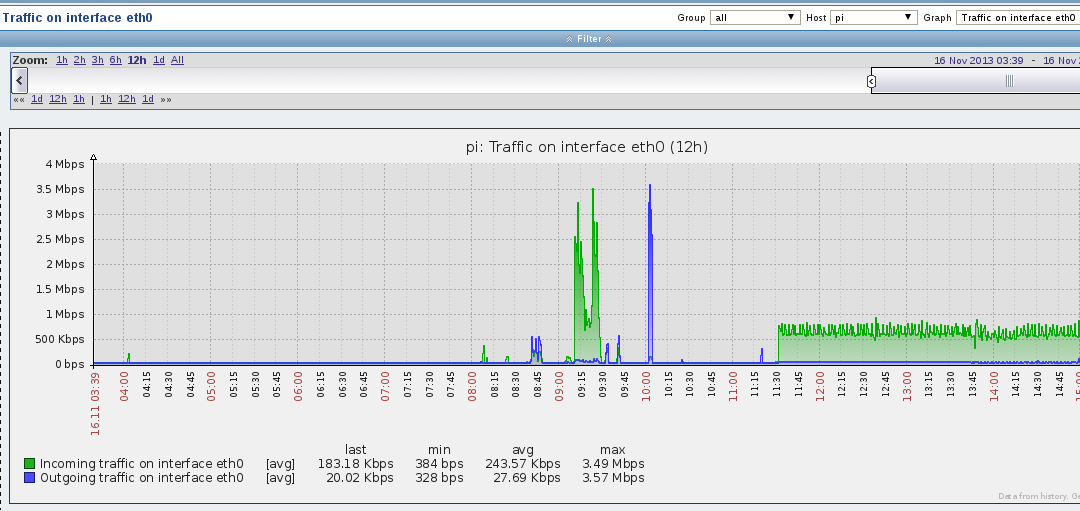 Traffic on interface eth0 Group all Host pi Graph Traffic on interface eth0
Filter
Zoom: 1h 2h 3h 6h 12h 1d All 16 Nov 2013 03:39 - 16 Nov
«« 1d 12h 1h | 1h 12h 1d »»
pi: Traffic on interface eth0 (12h)
4 Mbps
3.5 Mbps
3 Mbps
2.5 Mbps
2 Mbps
1.5 Mbps
1 Mbps
500 Kbps
0 bps
16.11 03:39 04:00 04:15 04:30 04:45 05:00 05:15 05:30 05:45 06:00 06:15 06:30 06:45 07:00 07:15 07:30 07:45 08:00 08:15 08:30 08:45 09:00 09:15 09:30 09:45 10:00 10:15 10:30 10:45 11:00 11:15 11:30 11:45 12:00 12:15 12:30 12:45 13:00 13:15 13:30 13:45 14:00 14:15 14:30 14:45 15:00
last min avg max
Incoming traffic on interface eth0 [avg] 183.18 Kbps 384 bps 243.57 Kbps 3.49 Mbps
Outgoing traffic on interface eth0 [avg] 20.02 Kbps 328 bps 27.69 Kbps 3.57 Mbps
Data from history.